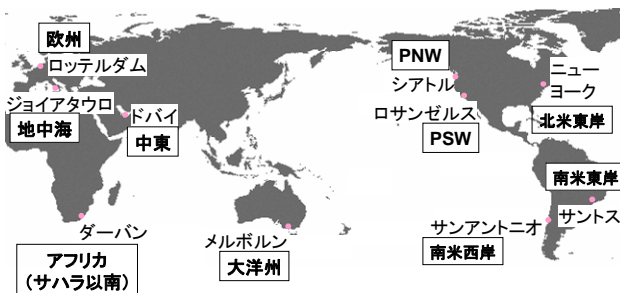 欧州
ロッテルダム
ジョイアタウロ
地中海
ドバイ
中東
ダーバン
アフリカ
(サハラ以南)
メルボルン
大洋州
PNW
シアトル
ロサンゼルス
PSW
ニュー
ヨーク
北米東岸
南米東岸
サントス
サンアントニオ
南米西岸